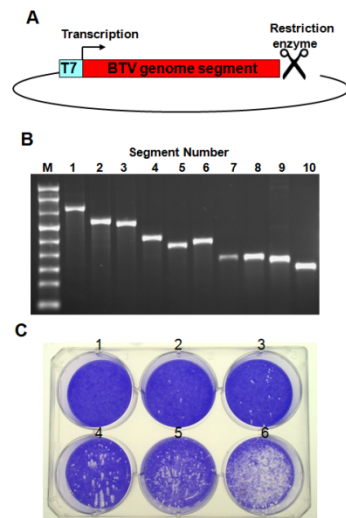 A
Transcription
Restriction enzyme
T7
BTV genome segment
B
Segment Number
M 1 2 3 4 5 6 7 8 9 10
C
1 2 3
4 5 6